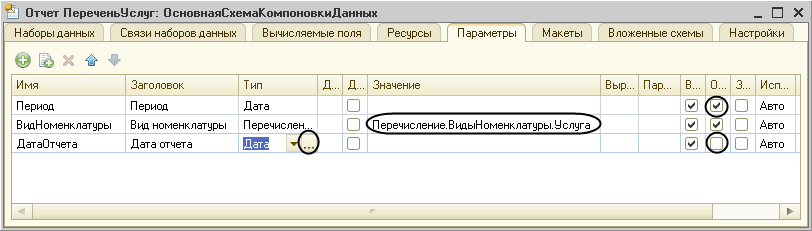 Отчет ПереченьУслуг: ОсновнаяСхемаКомпоновкиДанных
Наборы данных Связи наборов данных Вычисляемые поля Ресурсы Параметры Макеты Вложенные схемы Настройки
Имя Заголовок Тип Д... Д... Значение Выр... Пар... В... О... З... Исп...
Период Период Дата Авто
ВидНоменклатуры Вид номенклатуры Перечислен... Перечисление.ВидыНоменклатуры.Услуга Авто
ДатаОтчета Дата отчета Дата ... Авто